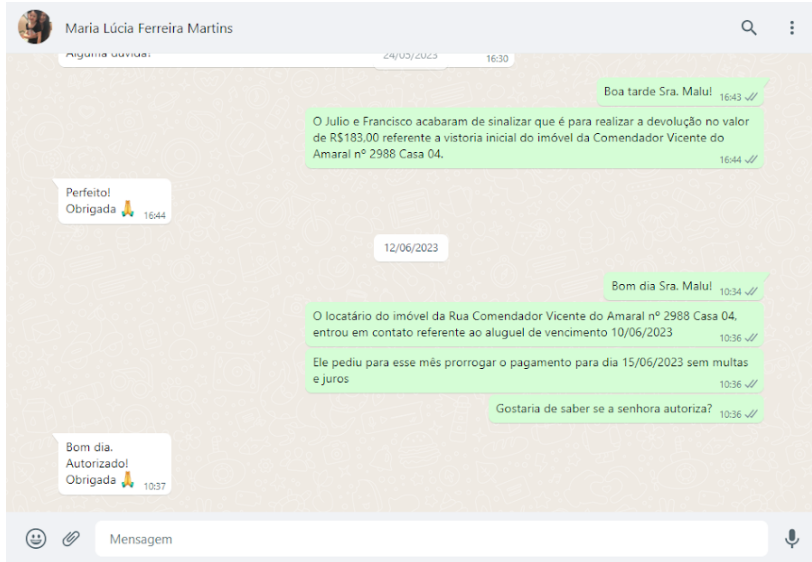 Maria Lúcia Ferreira Martins
Alguma dúvida?
16:30
24/05/2023
Boa tarde Sra. Malu! 16:43
O Julio e Francisco acabaram de sinalizar que é para realizar a devolução no valor
de R$183,00 referente a vistoria inicial do imóvel da Comendador Vicente do
Amaral nº 2988 Casa 04.
16:44
Perfeito!
Obrigada 🙏 16:44
12/06/2023
Bom dia Sra. Malu! 10:34
O locatário do imóvel da Rua Comendador Vicente do Amaral nº 2988 Casa 04,
entrou em contato referente ao aluguel de vencimento 10/06/2023
10:36
Ele pediu para esse mês prorrogar o pagamento para dia 15/06/2023 sem multas
e juros
10:36
Gostaria de saber se a senhora autoriza? 10:36
Bom dia.
Autorizado!
Obrigada 🙏 10:37
Mensagem